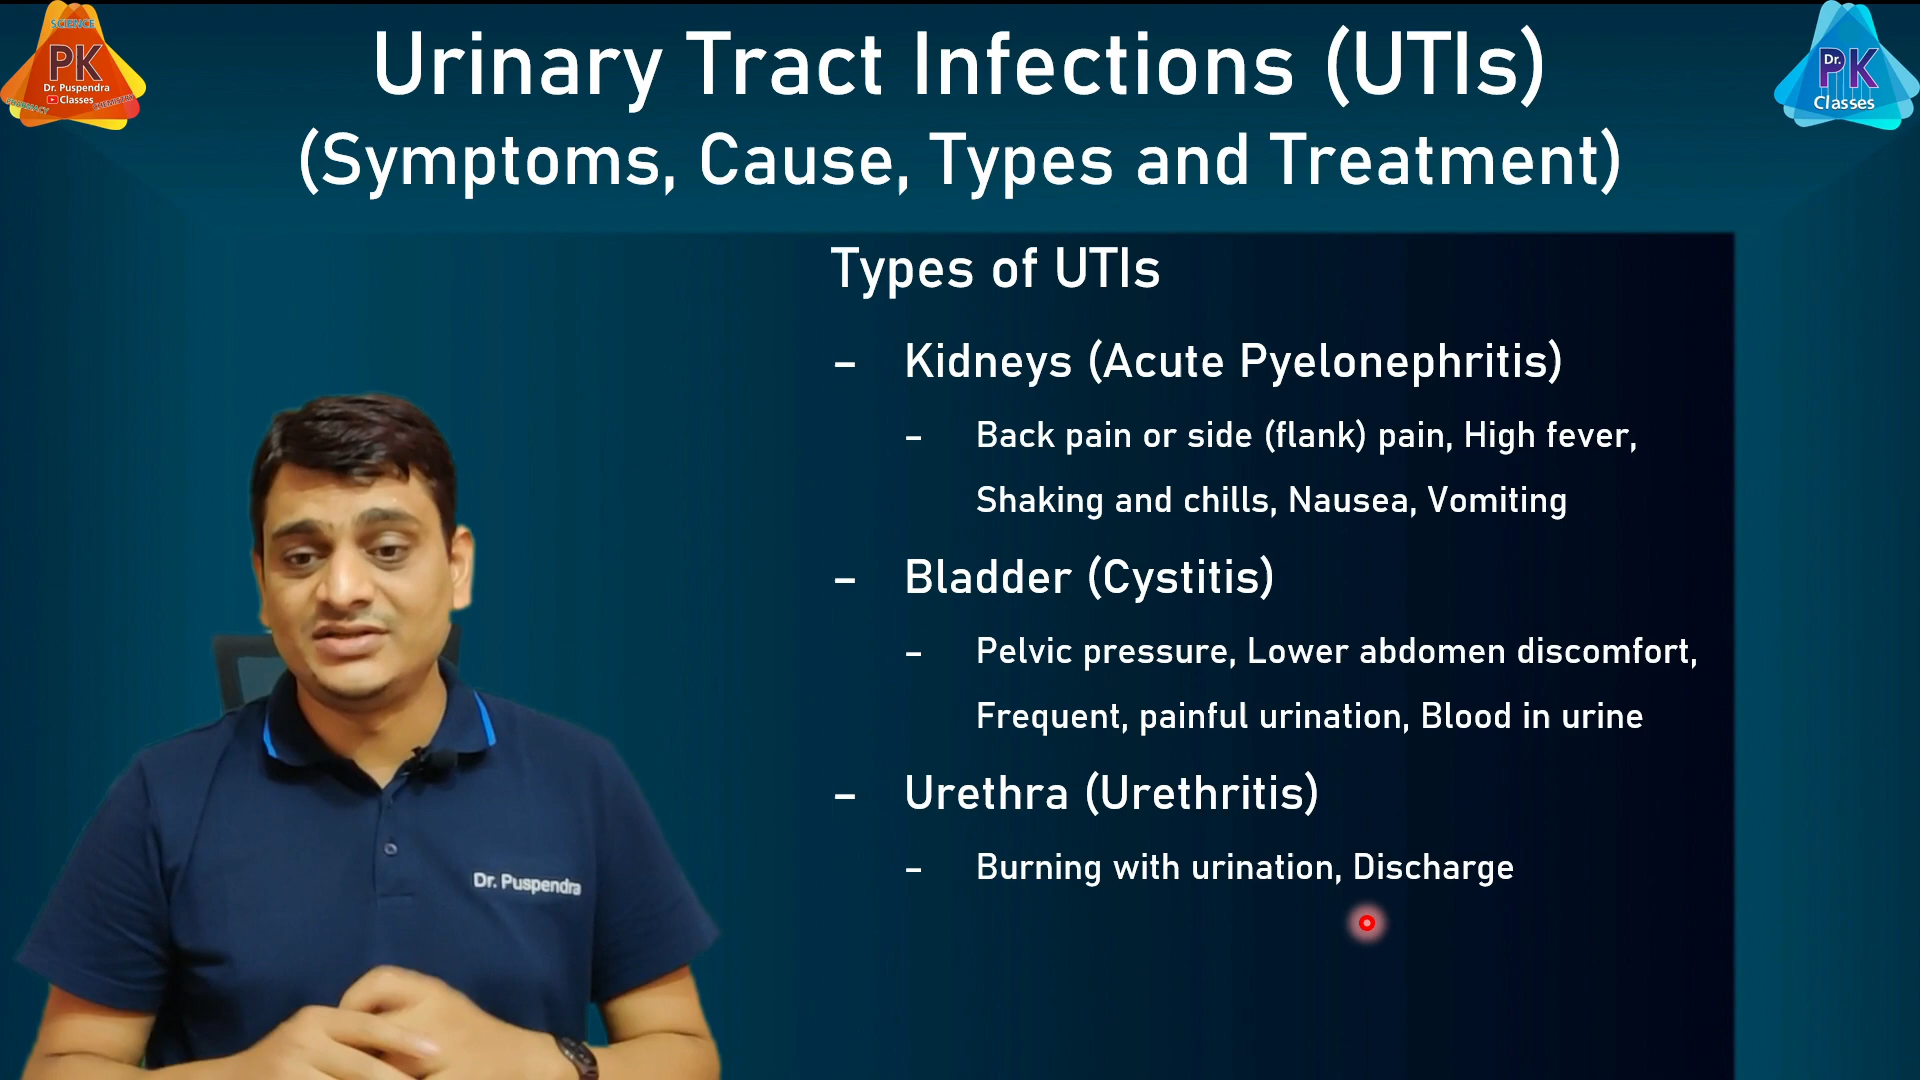 SCIENCE
PK
Dr. Puspendra
Classes
PHARMACY
CHEMISTRY
Urinary Tract Infections (UTIs)
(Symptoms, Cause, Types and Treatment)
Dr.
PK
Classes
Types of UTIs
– Kidneys (Acute Pyelonephritis)
– Back pain or side (flank) pain, High fever,
Shaking and chills, Nausea, Vomiting
– Bladder (Cystitis)
– Pelvic pressure, Lower abdomen discomfort,
Frequent, painful urination, Blood in urine
– Urethra (Urethritis)
– Burning with urination, Discharge
Dr. Puspendra